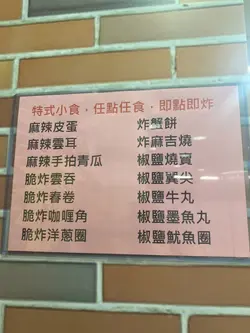 特式小食，任點任食，即點即炸
麻辣皮蛋
麻辣雲耳
麻辣手拍青瓜
脆炸雲吞
脆炸春卷
脆炸咖喱角
脆炸洋蔥圈
炸蟹餅
炸麻吉燒
椒鹽燒賣
椒鹽翼尖
椒鹽牛丸
椒鹽墨魚丸
椒鹽魷魚圈